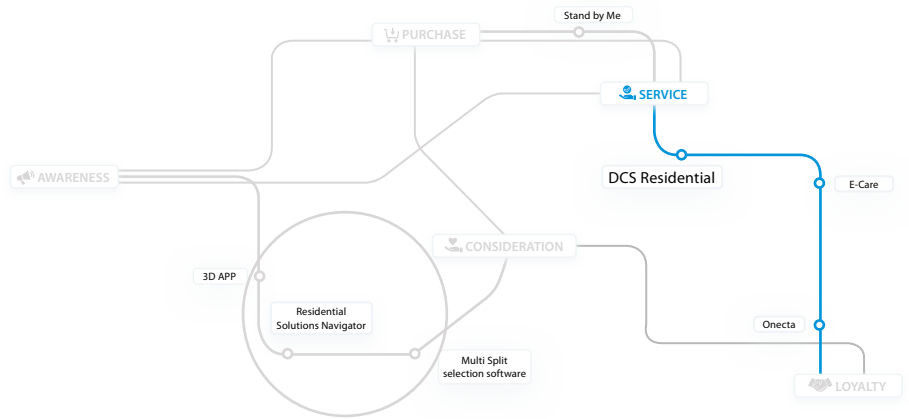 Stand by Me
PURCHASE
SERVICE
AWARENESS
DCS Residential
E-Care
CONSIDERATION
3D APP
Residential
Solutions Navigator
Onecta
Multi Split
selection software
LOYALTY